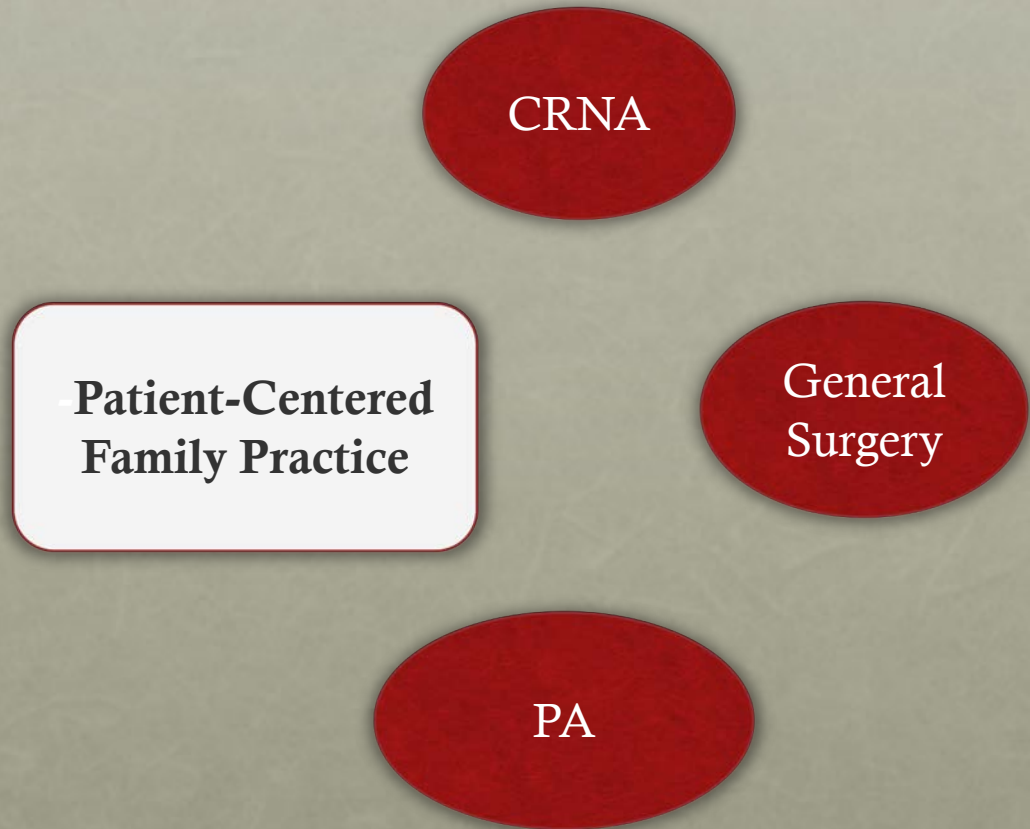 CRNA
-Patient-Centered
Family Practice
General
Surgery
PA